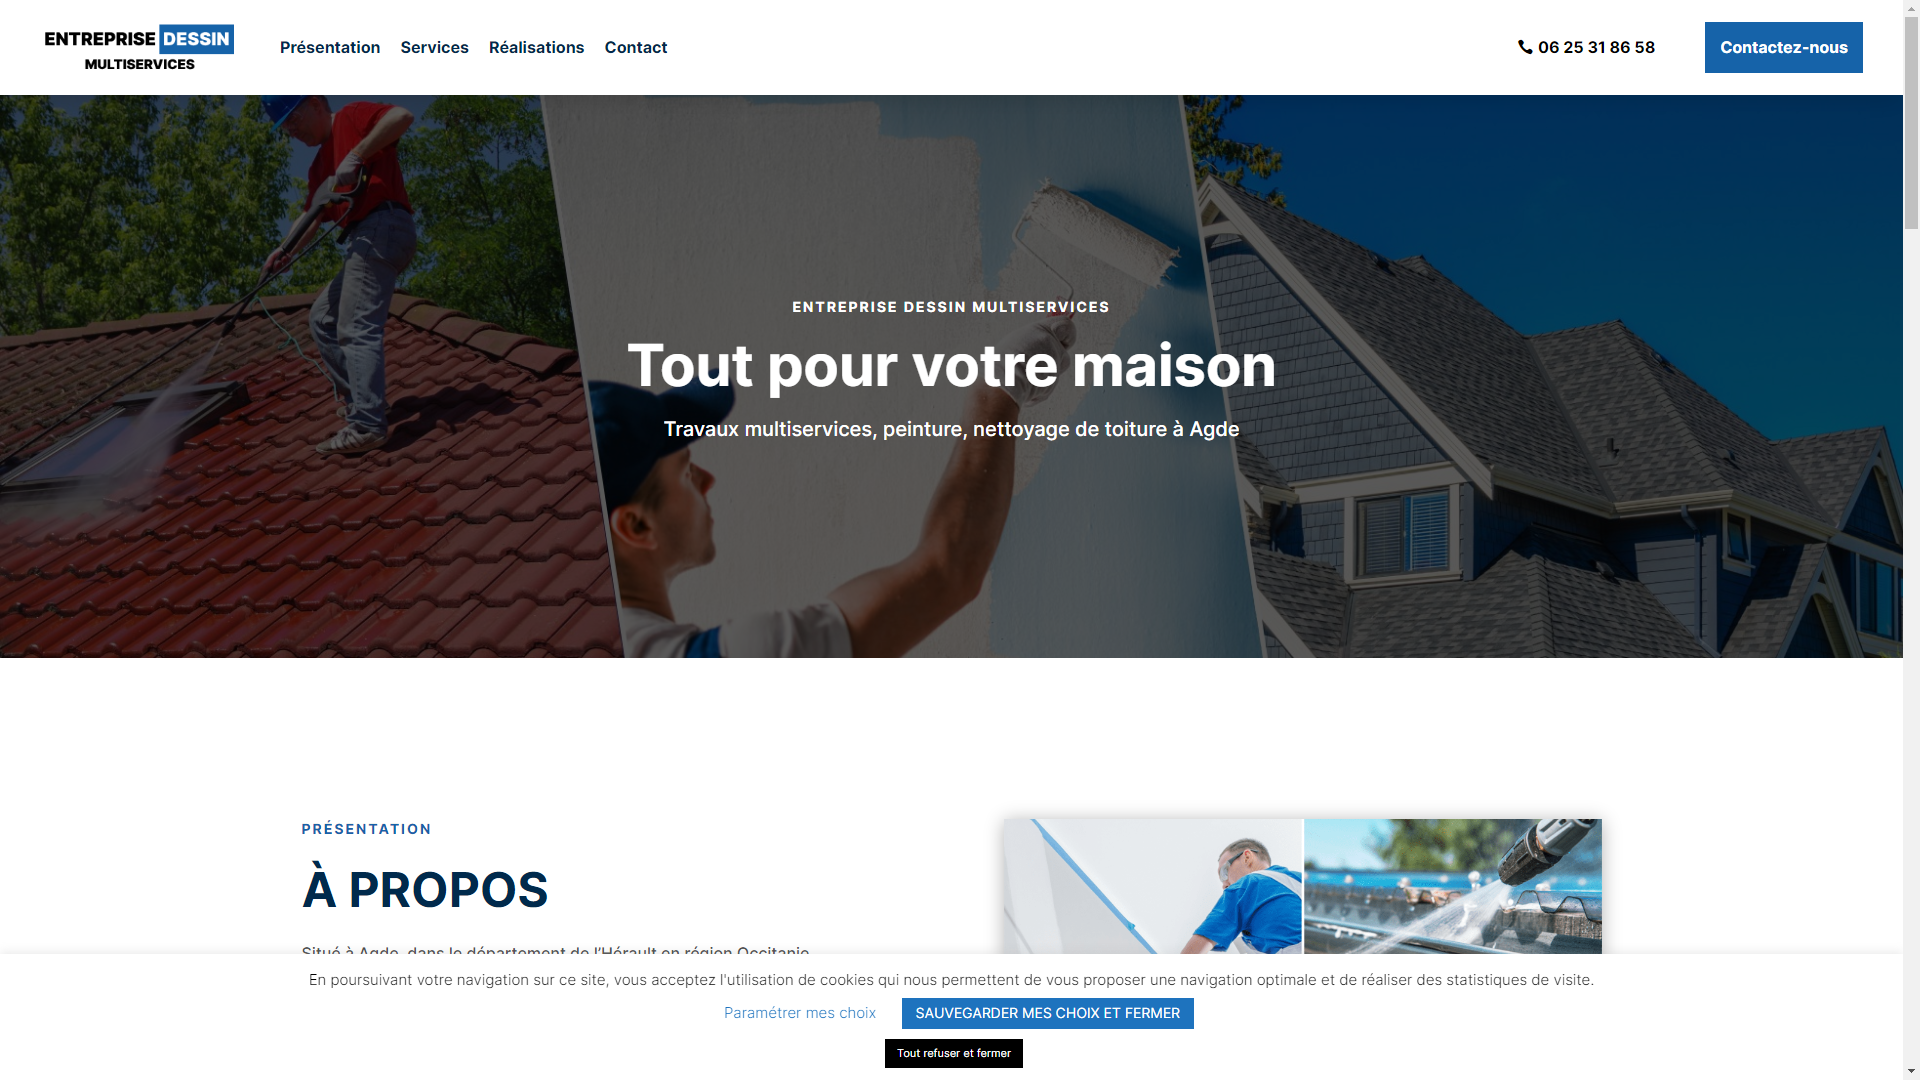 ENTREPRISE DESSIN
MULTISERVICES
Présentation
Services
Réalisations
Contact
06 25 31 86 58
Contactez-nous
ENTREPRISE DESSIN MULTISERVICES
Tout pour votre maison
Travaux multiservices, peinture, nettoyage de toiture à Agde
PRÉSENTATION
À PROPOS
Situé à Agde, dans le département de l’Hérault en région Occitanie,
En poursuivant votre navigation sur ce site, vous acceptez l'utilisation de cookies qui nous permettent de vous proposer une navigation optimale et de réaliser des statistiques de visite.
Paramétrer mes choix
SAUVEGARDER MES CHOIX ET FERMER
Tout refuser et fermer